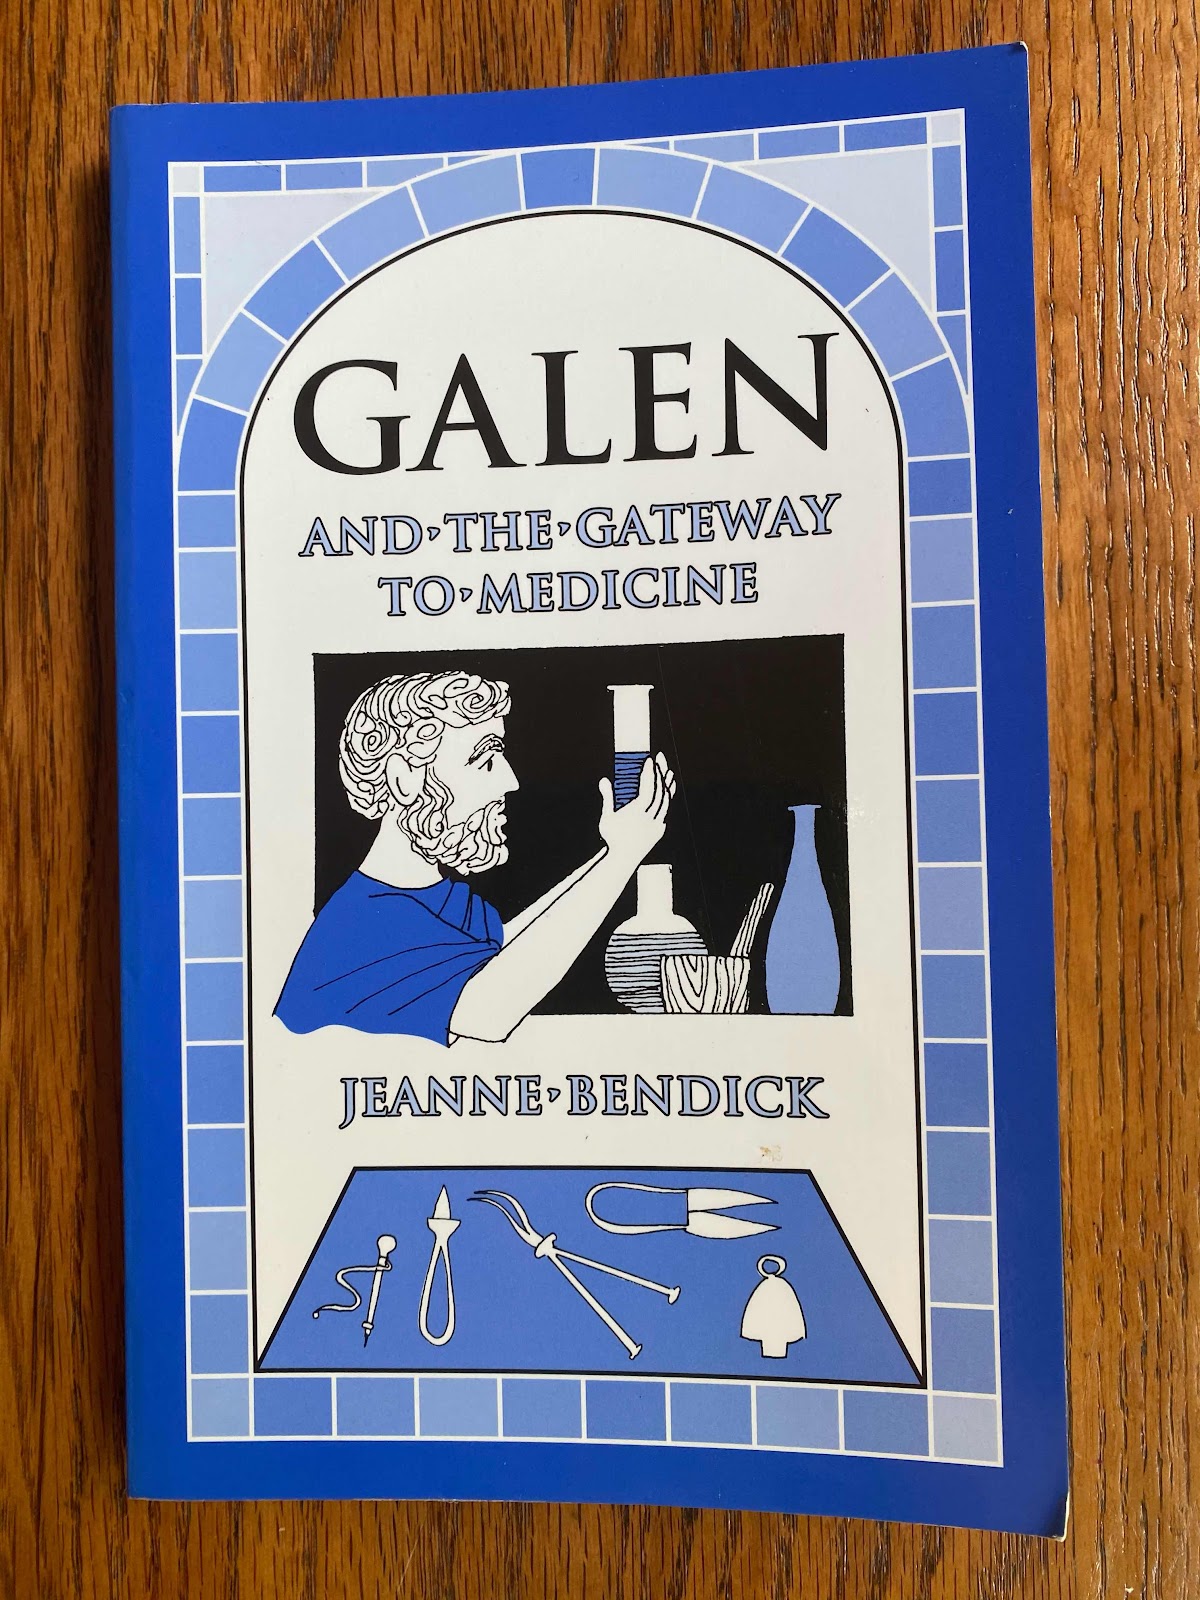 GALEN
AND,THE,GATEWAY
TO,MEDICINE
JEANNE,BENDICK